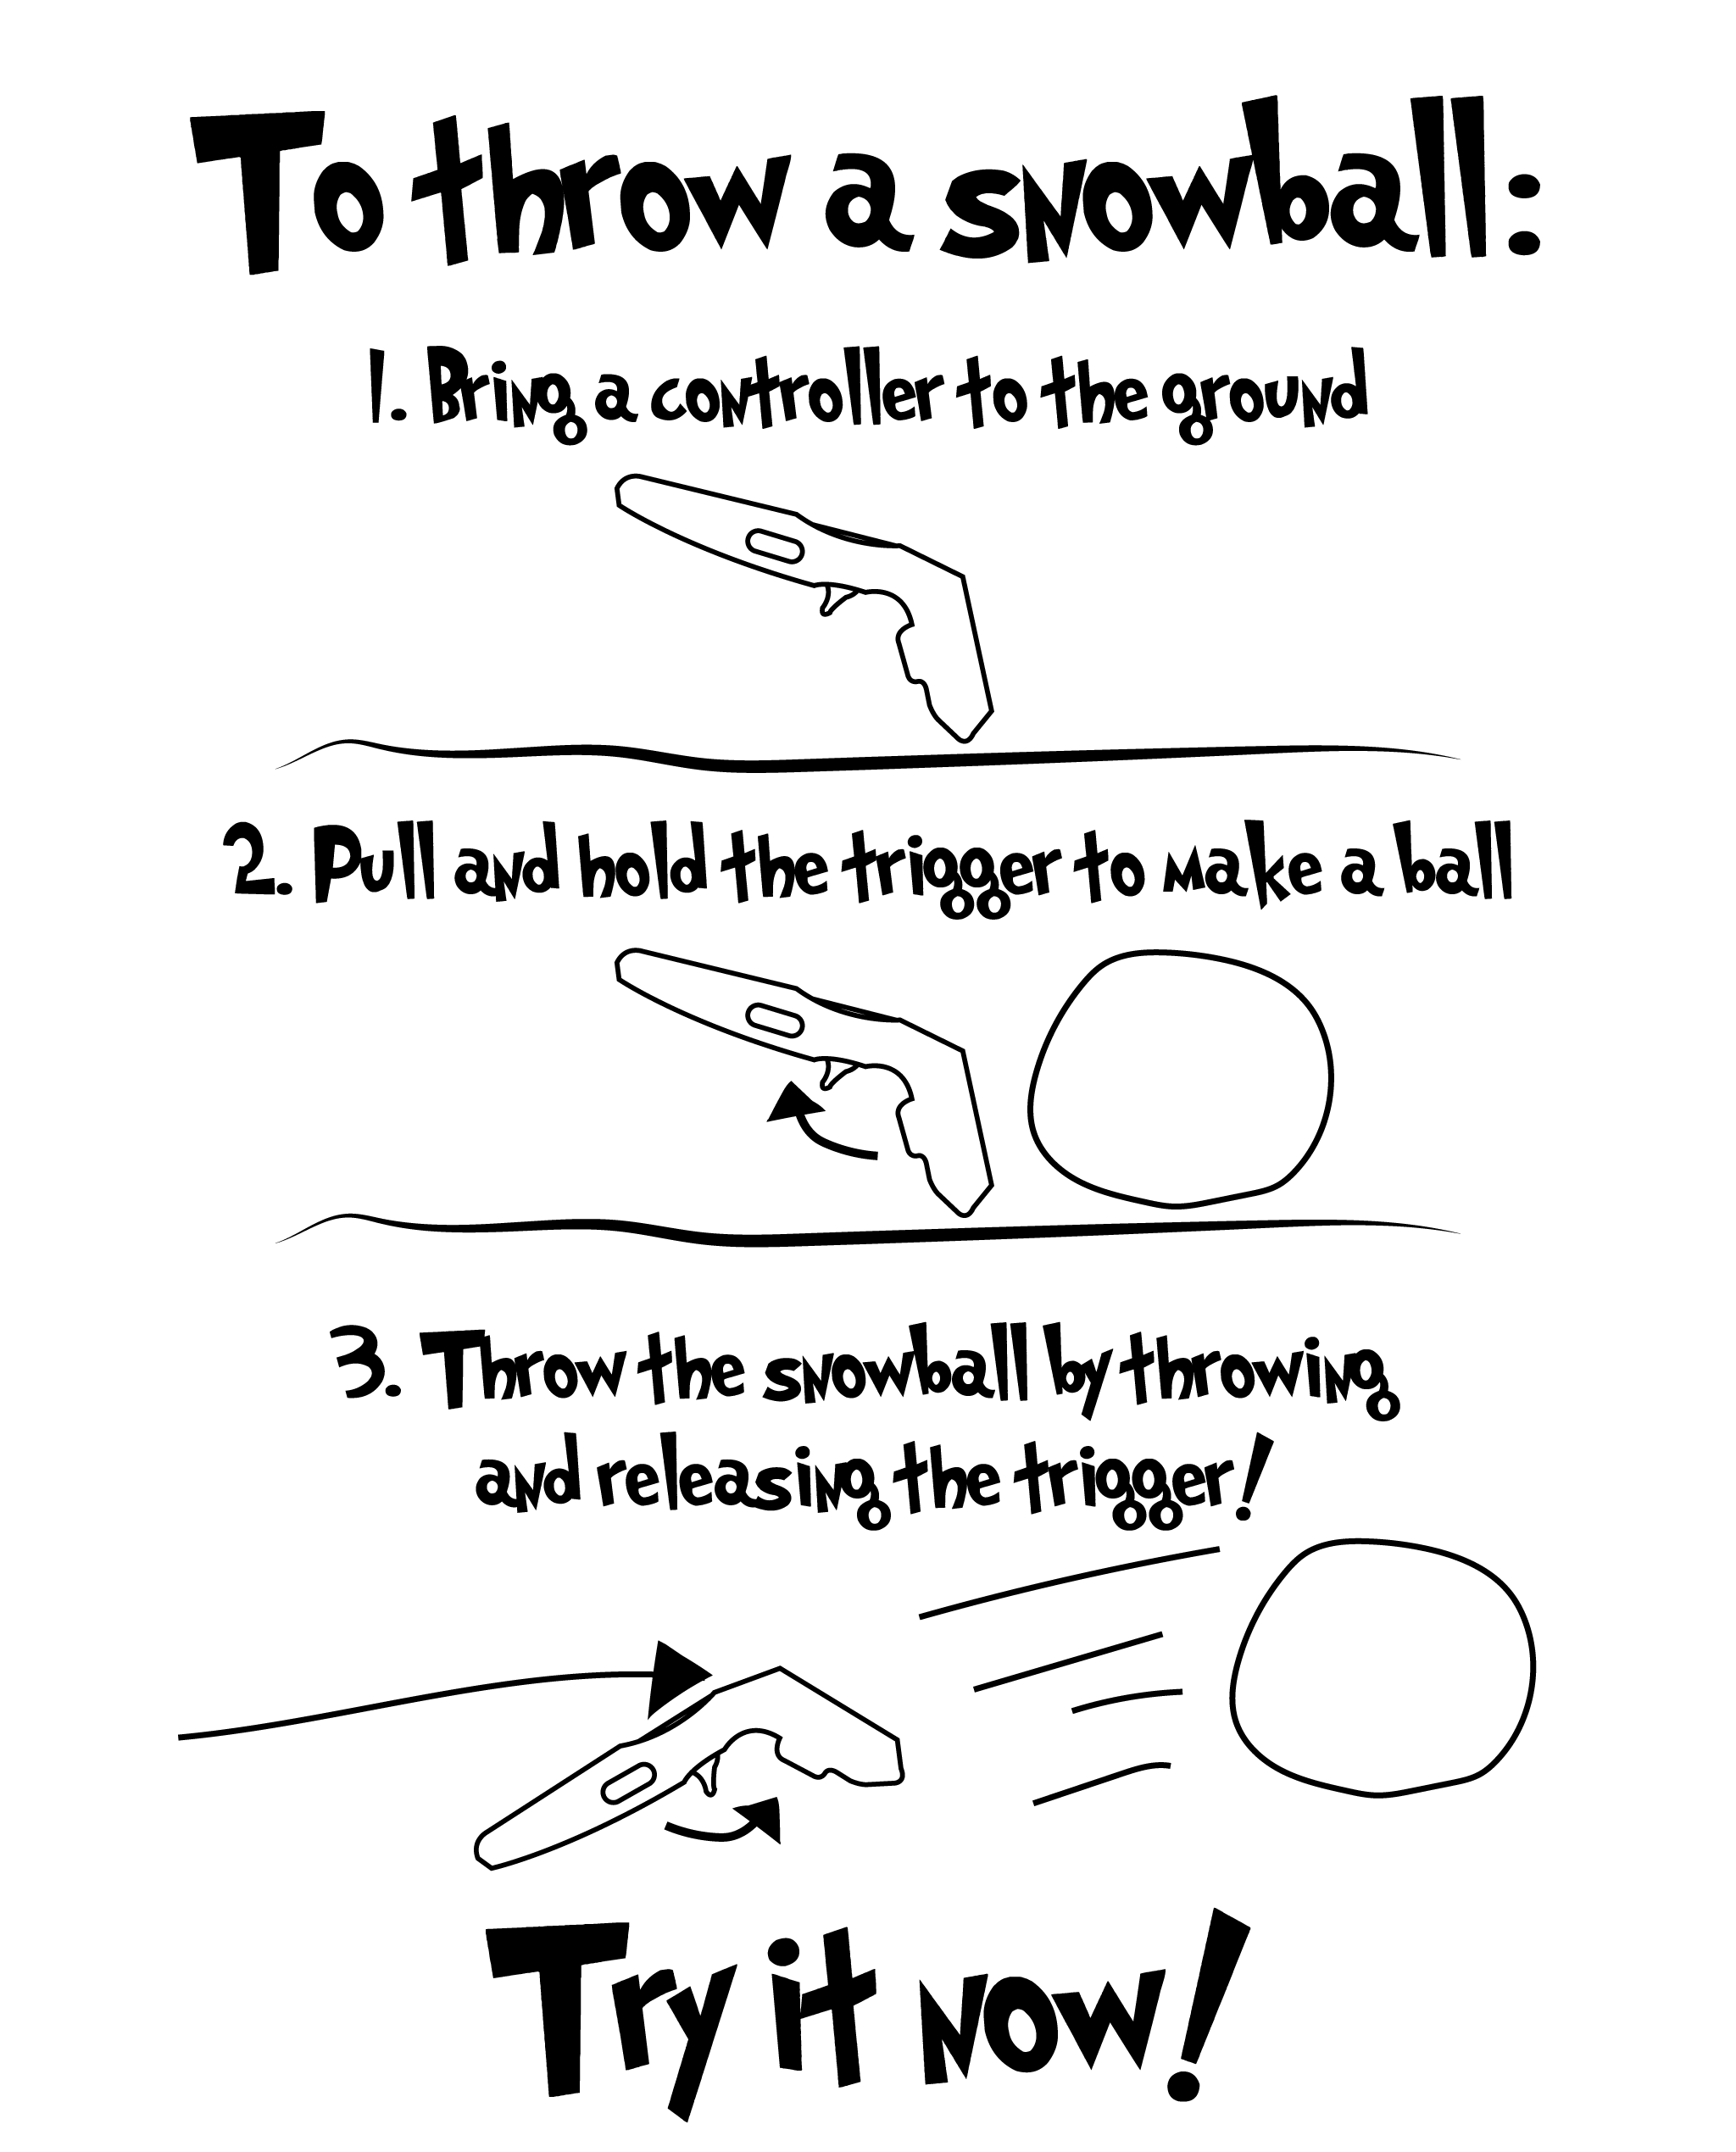 To throw a snowball:
1. Bring a controller to the ground
2. Pull and hold the trigger to make a ball
3. Throw the snowball by throwing
and releasing the trigger!
Try it now!